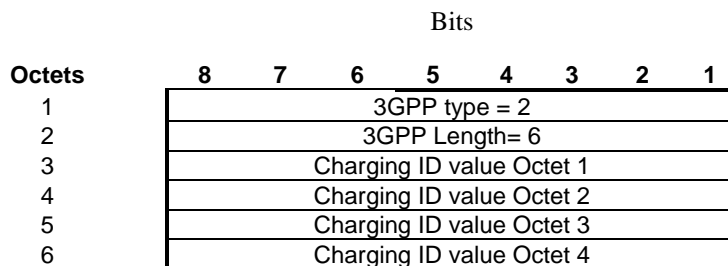 Bits
Octets 8 7 6 5 4 3 2 1
1 3GPP type = 2
2 3GPP Length= 6
3 Charging ID value Octet 1
4 Charging ID value Octet 2
5 Charging ID value Octet 3
6 Charging ID value Octet 4